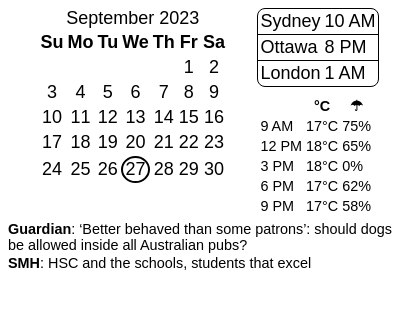 September 2023
Su Mo Tu We Th Fr Sa
1 2
3 4 5 6 7 8 9
10 11 12 13 14 15 16
17 18 19 20 21 22 23
24 25 26 27 28 29 30
Sydney 10 AM
Ottawa 8 PM
London 1 AM
°C ☂
9 AM 17°C 75%
12 PM 18°C 65%
3 PM 18°C 0%
6 PM 17°C 62%
9 PM 17°C 58%
Guardian: ‘Better behaved than some patrons’: should dogs
be allowed inside all Australian pubs?
SMH: HSC and the schools, students that excel